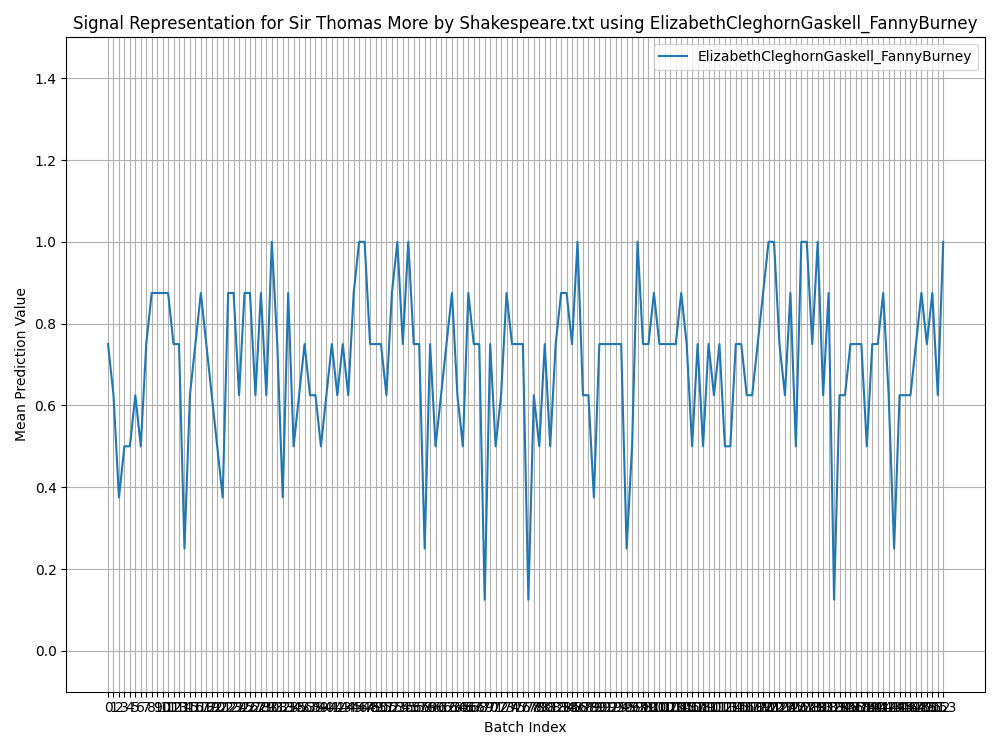 Signal Representation for Sir Thomas More by Shakespeare.txt using ElizabethCleghornGaskell_FannyBurney
ElizabethCleghornGaskell_FannyBurney
1.4
1.2
1.0
0.8
0.6
0.4
0.2
0.0
Mean Prediction Value
Batch Index